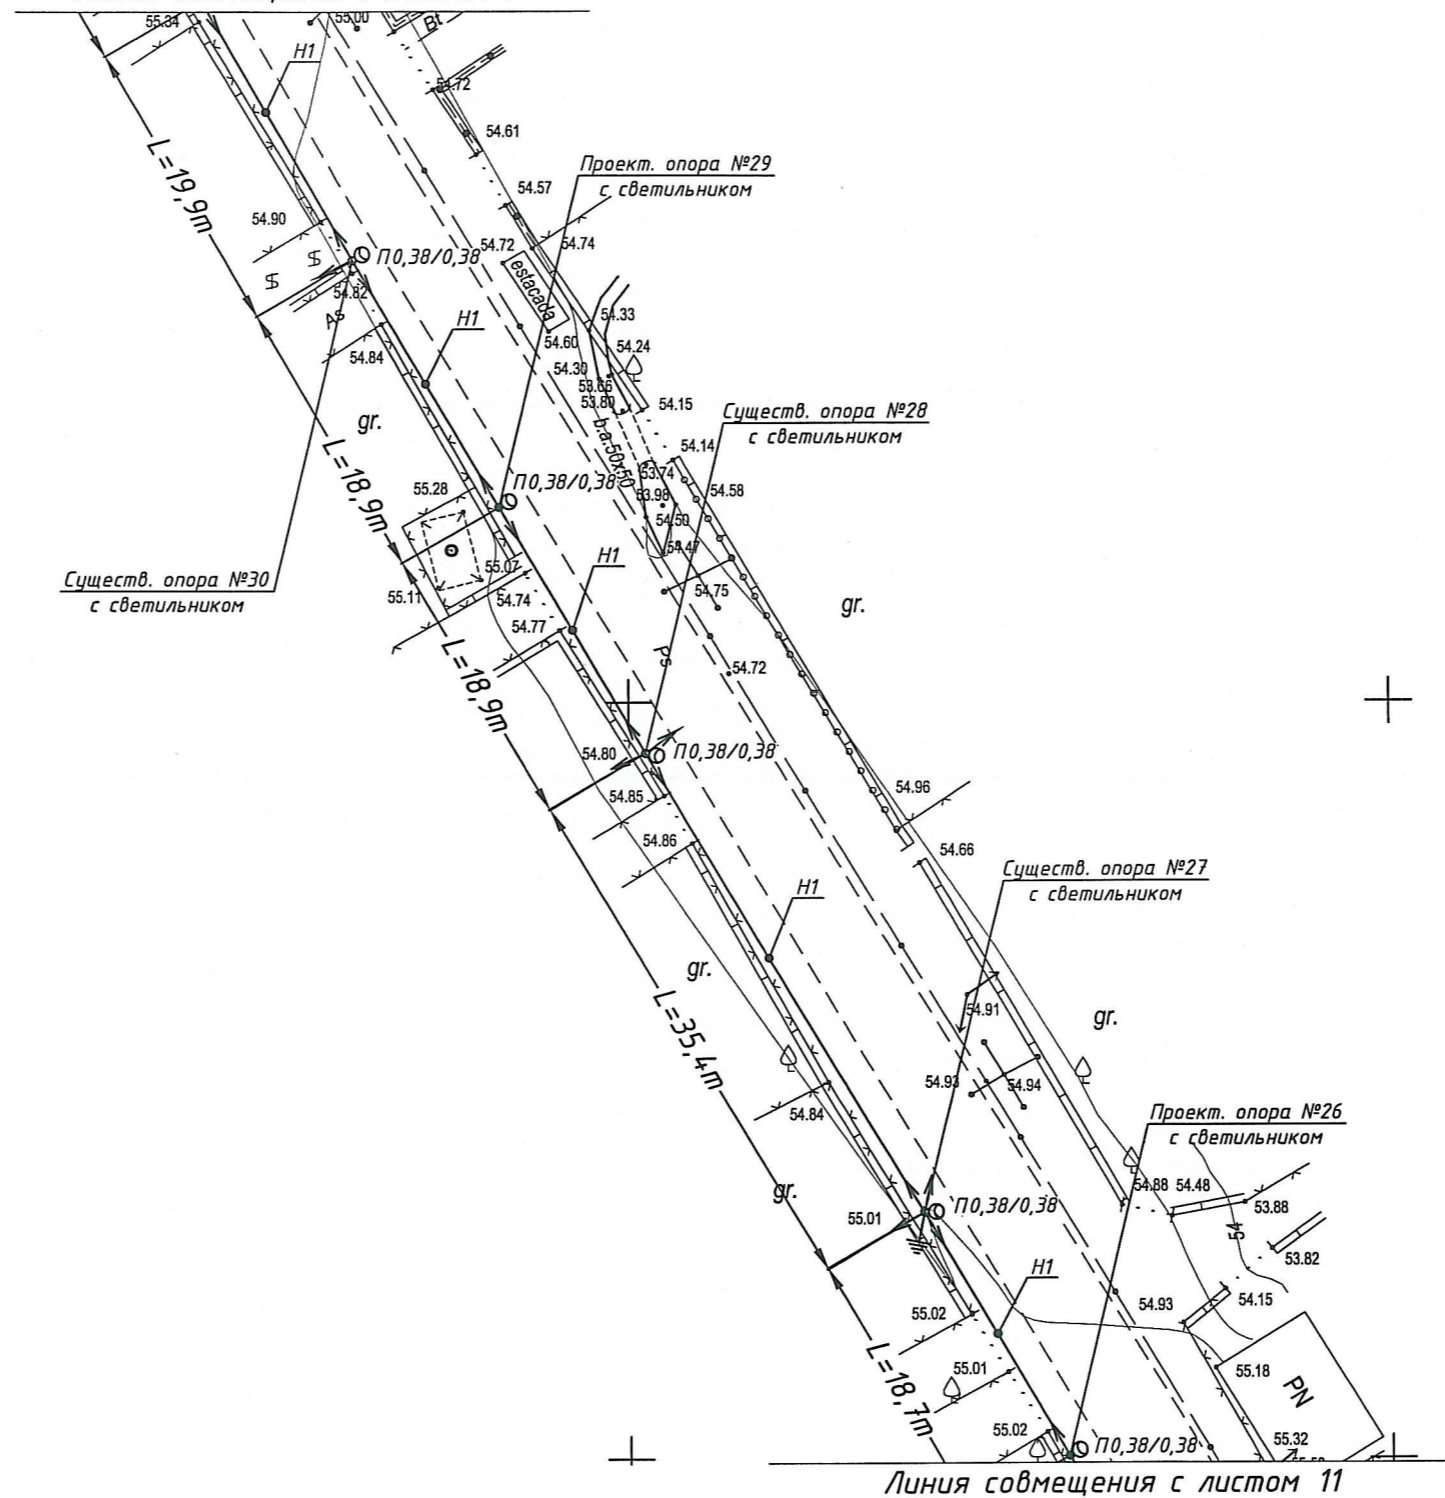 55.34
55.00
Bt
H1
54.72
54.61
L=19,9m
Проект. опора №29
с светильником
54.57
54.90
54.72
54.74
П0,38/0,38
estacada
54.82
As
H1
54.33
54.84
54.60
54.24
54.30
53.66
53.80
54.15
Существ. опора №28
с светильником
gr.
b.a.50x50
54.14
L=18,9m
53.74
П0,38/0,38
55.28
53.98
54.58
54.50
54.47
H1
55.07
Существ. опора №30
с светильником
55.11
54.74
54.75
gr.
54.77
Ps
54.72
L=18,9m
54.80
П0,38/0,38
54.85
54.96
54.86
54.66
Существ. опора №27
с светильником
H1
gr.
L=35,4m
54.91
gr.
54.93
54.94
54.84
Проект. опора №26
с светильником
gr.
54.88
54.48
53.88
55.01
П0,38/0,38
54
53.82
H1
54.93
54.15
55.02
L=18,7m
55.01
55.18
PN
55.02
55.32
П0,38/0,38
Линия совмещения с листом 11